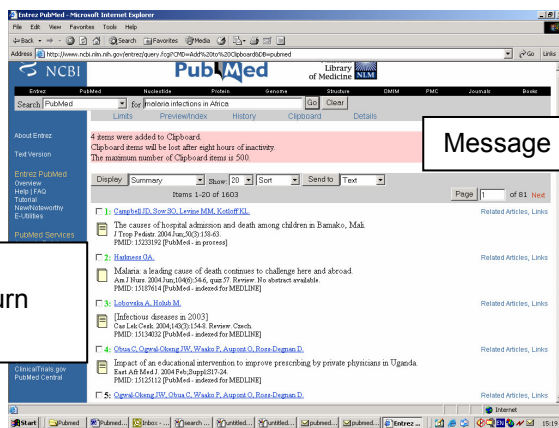 Entrez PubMed - Microsoft Internet Explorer
File Edit View Favorites Tools Help
Back Search Favorites Media
Address http://www.ncbi.nlm.nih.gov/entrez/query.fcgi?CMD=Add%20to%20Clipboard&DB=pubmed Go Links
NCBI PubMed Library of Medicine NLM
Entrez PubMed Nucleotide Protein Genome Structure OMIM PMC Journals Books
Search PubMed for malaria infections in Africa Go Clear
Limits Preview/Index History Clipboard Details
About Entrez
Text Version
Entrez PubMed
Overview
Help | FAQ
Tutorial
New/Noteworthy
E-Utilities
PubMed Services
ClinicalTrials.gov
PubMed Central
4 items were added to Clipboard.
Clipboard items will be lost after eight hours of inactivity.
The maximum number of Clipboard items is 500.
Message
urn
Display Summary Show: 20 Sort Send to Text
Items 1-20 of 1603 Page 1 of 81 Next
1: Campbell JD, Sow SO, Levine MM, Kotloff KL. Related Articles, Links
The causes of hospital admission and death among children in Bamako, Mali.
J Trop Pediatr. 2004 Jun;50(3):158-63.
PMID: 15233192 [PubMed - in process]
2: Harkness GA. Related Articles, Links
Malaria: a leading cause of death continues to challenge here and abroad.
Am J Nurs. 2004 Jun;104(6):54-6, quiz 57. Review. No abstract available.
PMID: 15187614 [PubMed - indexed for MEDLINE]
3: Lobovska A, Holub M. Related Articles, Links
[Infectious diseases in 2003]
Cas Lek Cesk. 2004;143(3):154-8. Review. Czech.
PMID: 15134032 [PubMed - indexed for MEDLINE]
4: Obua C, Ogwal-Okeng JW, Waako P, Aupont O, Ross-Degnan D. Related Articles, Links
Impact of an educational intervention to improve prescribing by private physicians in Uganda.
East Afr Med J. 2004 Feb;Suppl:S17-24.
PMID: 15125112 [PubMed - indexed for MEDLINE]
5: Ogwal-Okeng JW, Obua C, Waako P, Aupont O, Ross-Degnan D. Related Articles, Links
Internet
Start PubMed Pubmed... Inbox - ... search ... untitled... untitled... pubmed... pubmed... Entrez ... 15:19